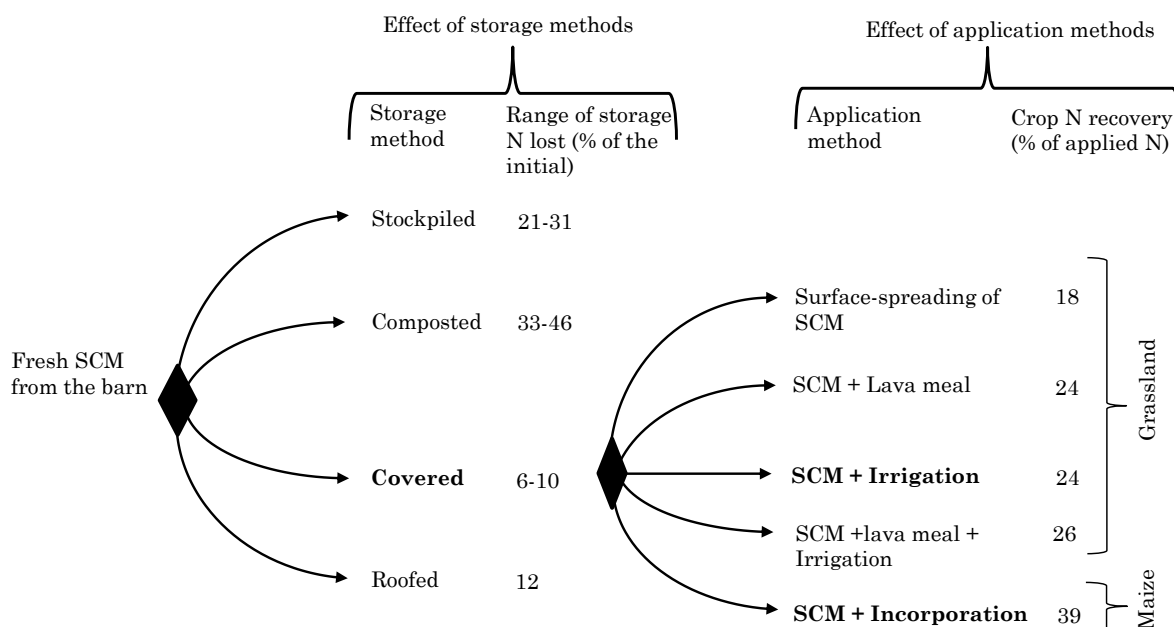 Effect of storage methods
Effect of application methods
Storage
method
Range of storage
N lost (% of the
initial)
Application
method
Crop N recovery
(% of applied N)
Stockpiled 21-31
Composted 33-46
Fresh SCM
from the barn
Covered 6-10
Roofed 12
Surface-spreading of
SCM
18
SCM + Lava meal 24
SCM + Irrigation 24
SCM +lava meal +
Irrigation
26
SCM + Incorporation 39
Grassland
Maize